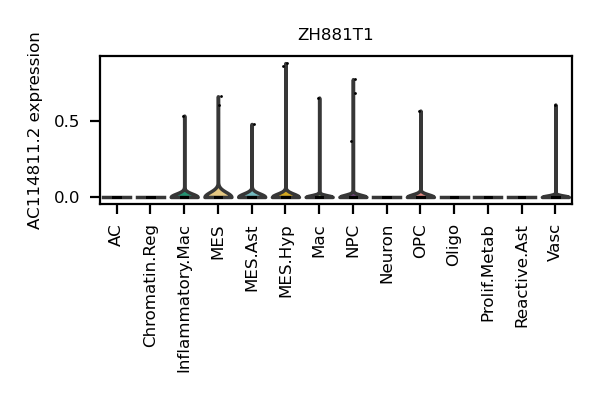 ZH881T1
AC114811.2 expression
0.5
0.0
AC
Chromatin.Reg
Inflammatory.Mac
MES
MES.Ast
MES.Hyp
Mac
NPC
Neuron
OPC
Oligo
Prolif.Metab
Reactive.Ast
Vasc